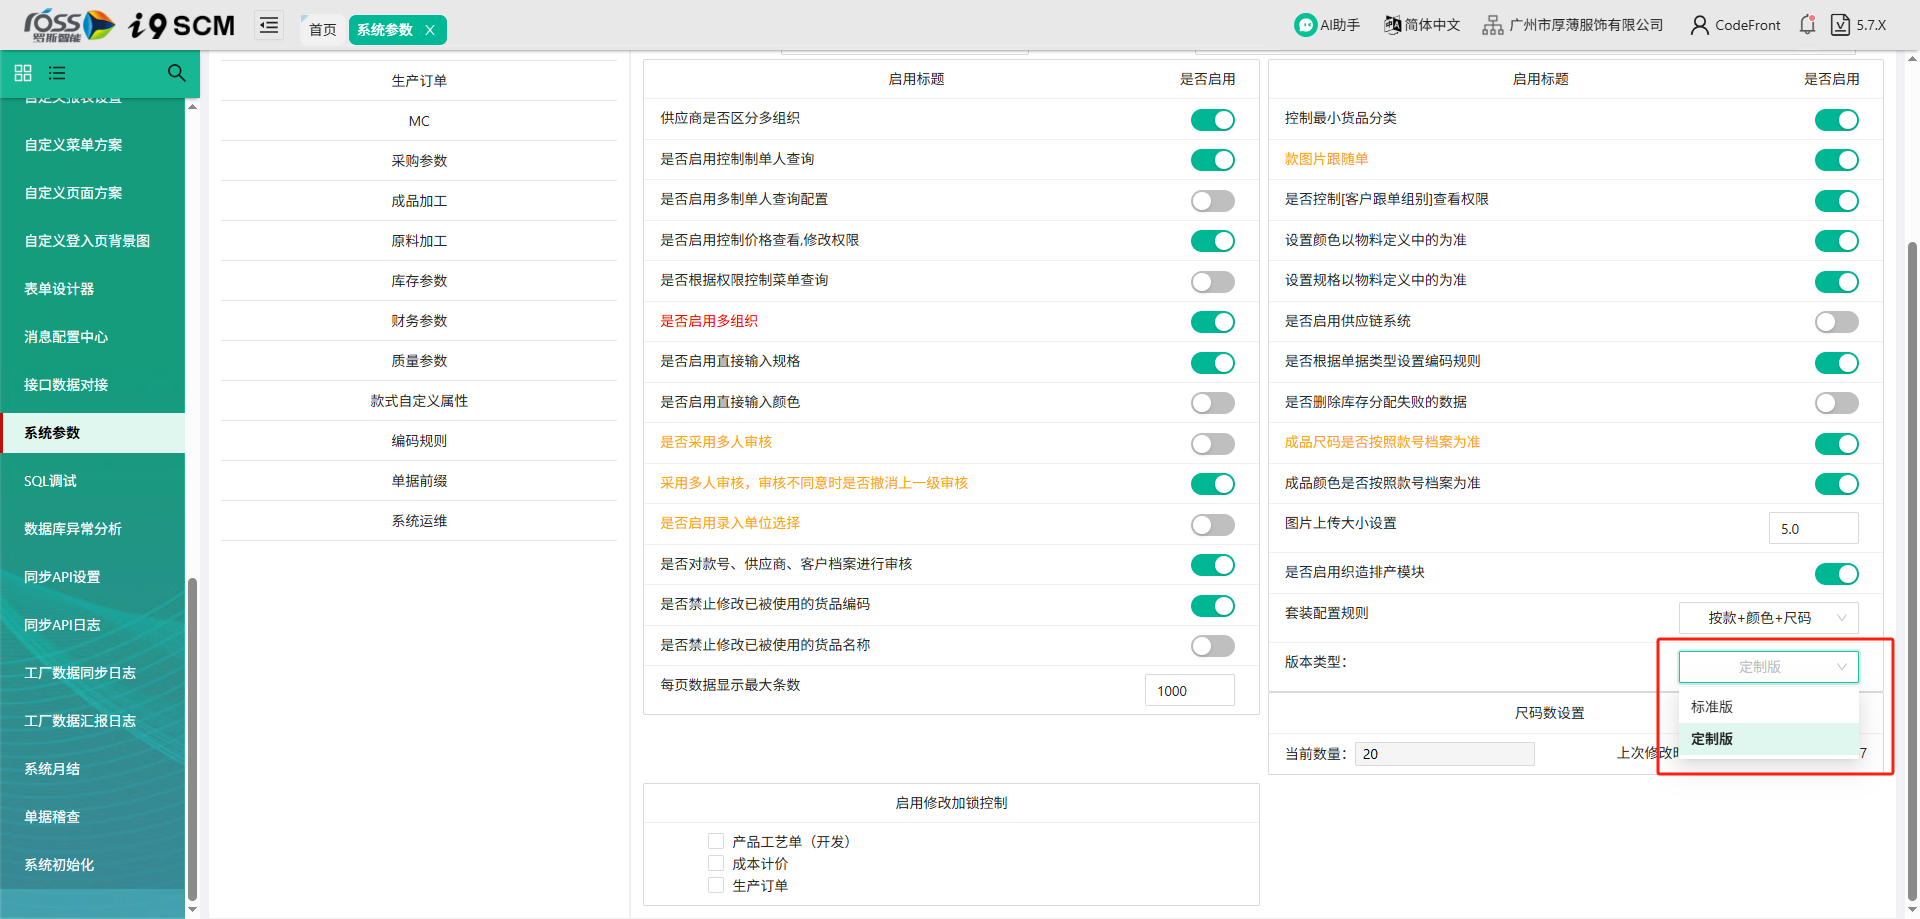 ross
罗斯智能
i9 SCM
首页
系统参数 X
AI助手
简体中文
广州市厚薄服饰有限公司
CodeFront
5.7.X
自定义报表设置
自定义菜单方案
自定义页面方案
自定义登入页背景图
表单设计器
消息配置中心
接口数据对接
系统参数
SQL调试
数据库异常分析
同步API设置
同步API日志
工厂数据同步日志
工厂数据汇报日志
系统月结
单据稽查
系统初始化
生产订单
MC
采购参数
成品加工
原料加工
库存参数
财务参数
质量参数
款式自定义属性
编码规则
单据前缀
系统运维
启用标题 是否启用
供应商是否区分多组织
是否启用控制制单人查询
是否启用多制单人查询配置
是否启用控制价格查看,修改权限
是否根据权限控制菜单查询
是否启用多组织
是否启用直接输入规格
是否启用直接输入颜色
是否采用多人审核
采用多人审核，审核不同意时是否撤消上一级审核
是否启用录入单位选择
是否对款号、供应商、客户档案进行审核
是否禁止修改已被使用的货品编码
是否禁止修改已被使用的货品名称
每页数据显示最大条数 1000
启用修改加锁控制
产品工艺单（开发）
成本计价
生产订单
启用标题 是否启用
控制最小货品分类
款图片跟随单
是否控制[客户跟单组别]查看权限
设置颜色以物料定义中的为准
设置规格以物料定义中的为准
是否启用供应链系统
是否根据单据类型设置编码规则
是否删除库存分配失败的数据
成品尺码是否按照款号档案为准
成品颜色是否按照款号档案为准
图片上传大小设置 5.0
是否启用织造排产模块
套装配置规则 按款+颜色+尺码
版本类型： 定制版
标准版
定制版
尺码数设置
当前数量： 20 上次修改 7